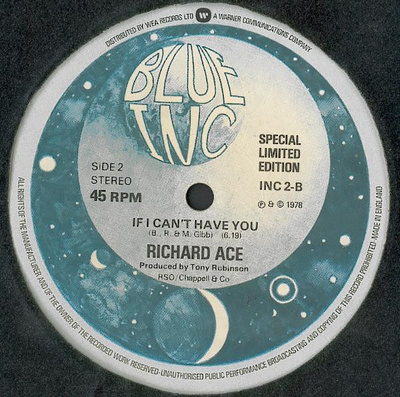 DISTRIBUTED BY WEA RECORDS LTD A WARNER COMMUNICATIONS COMPANY
BLUE
INC
SIDE 2
STEREO
45 RPM
SPECIAL
LIMITED
EDITION
INC 2-B
℗ & © 1978
IF I CAN'T HAVE YOU
(B., R. & M. Gibb) (6.19)
RICHARD ACE
Produced by Tony Robinson
RSO/Chappell & Co
ALL RIGHTS OF THE MANUFACTURER AND OF THE OWNER OF THE RECORDED WORK RESERVED-UNAUTHORISED PUBLIC PERFORMANCE BROADCASTING AND COPYING OF THIS RECORD PROHIBITED. MADE IN ENGLAND